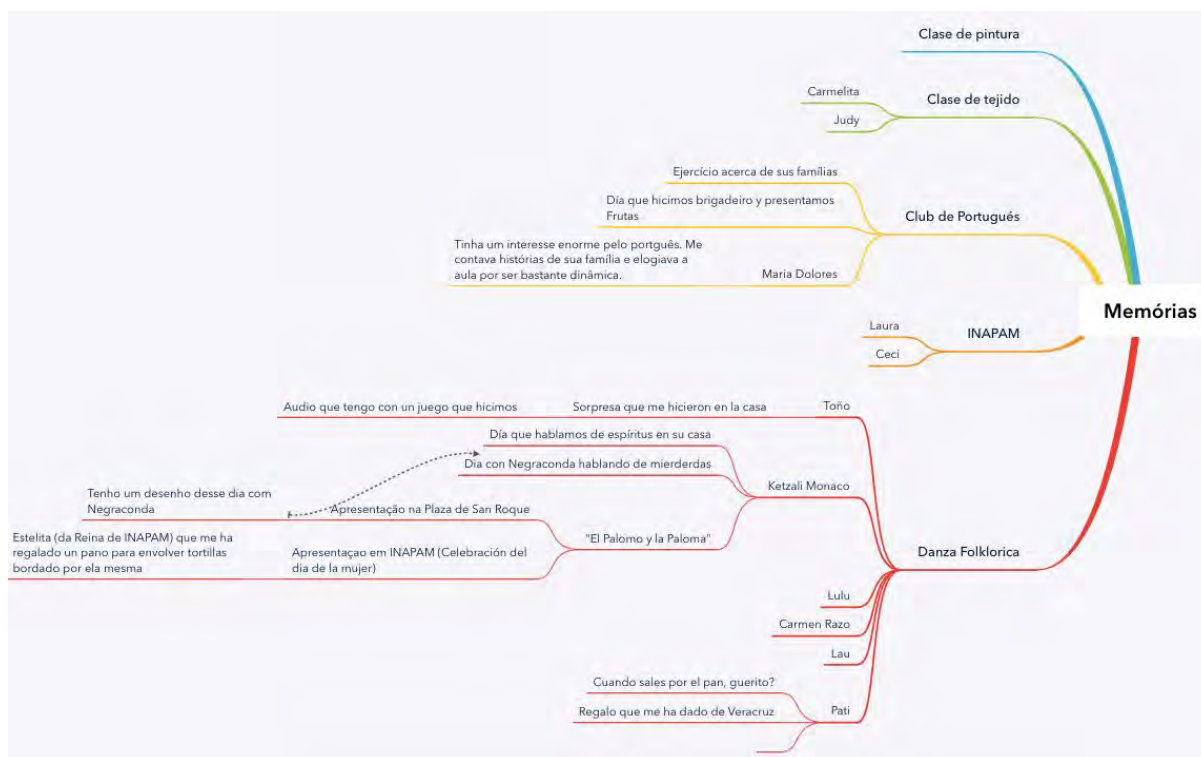 Clase de pintura
Carmelita
Clase de tejido
Judy
Ejercício acerca de sus famílias
Día que hicimos brigadeiro y presentamos
Frutas
Club de Portugués
Tinha um interesse enorme pelo portguês. Me
contava histórias de sua família e elogiava a
aula por ser bastante dinâmica.
Maria Dolores
Memórias
Laura
INAPAM
Ceci
Audio que tengo con un juego que hicimos
Sorpresa que me hicieron en la casa
Toño
Día que hablamos de espíritus en su casa
Dia con Negraconda hablando de mierderdas
Ketzali Monaco
Tenho um desenho desse dia com
Negraconda
Apresentação na Plaza de San Roque
"El Palomo y la Paloma"
Estelita (da Reina de INAPAM) que me ha
regalado un pano para envolver tortillas
bordado por ela mesma
Apresentaçao em INAPAM (Celebración del
dia de la mujer)
Danza Folklorica
Lulu
Carmen Razo
Lau
Cuando sales por el pan, guerito?
Regalo que me ha dado de Veracruz
Pati